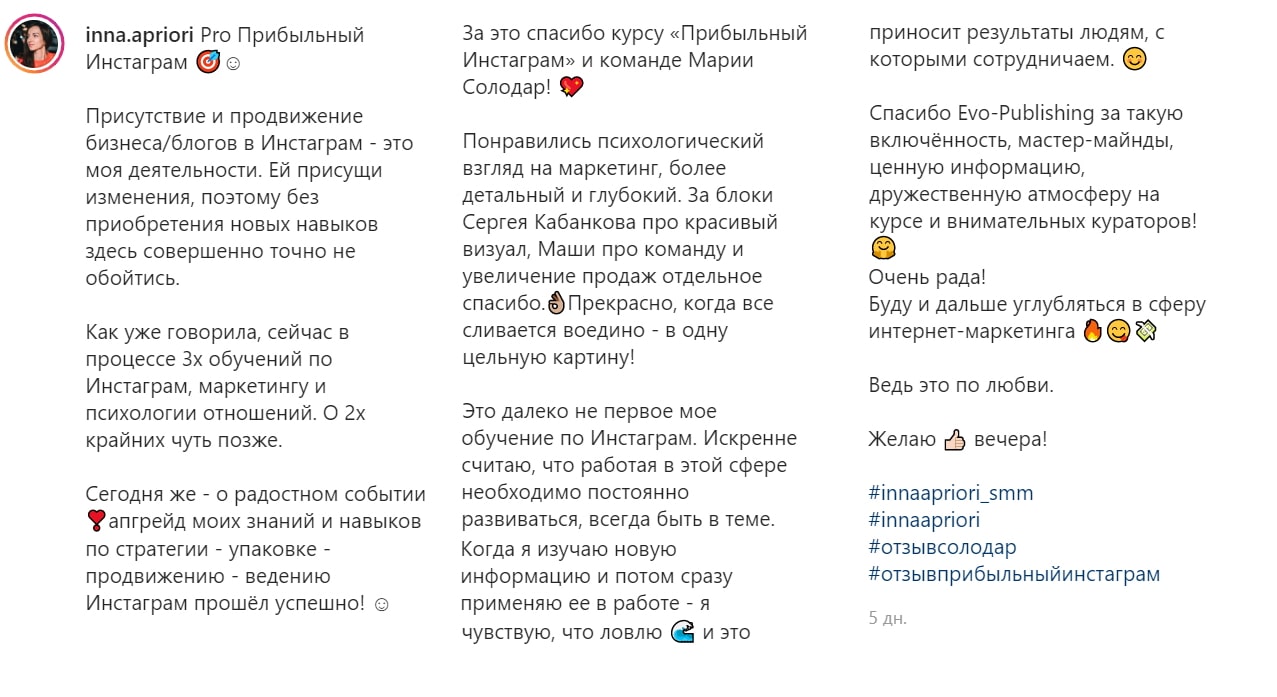 inna.apriori Pro Прибыльный
Инстаграм 🎯☺
Присутствие и продвижение
бизнеса/блогов в Инстаграм - это
моя деятельности. Ей присущи
изменения, поэтому без
приобретения новых навыков
здесь совершенно точно не
обойтись.
Как уже говорила, сейчас в
процессе 3х обучений по
Инстаграм, маркетингу и
психологии отношений. О 2х
крайних чуть позже.
Сегодня же - о радостном событии
❣апгрейд моих знаний и навыков
по стратегии - упаковке -
продвижению - ведению
Инстаграм прошёл успешно! ☺
За это спасибо курсу «Прибыльный
Инстаграм» и команде Марии
Солодар! 💖
Понравились психологический
взгляд на маркетинг, более
детальный и глубокий. За блоки
Сергея Кабанкова про красивый
визуал, Маши про команду и
увеличение продаж отдельное
спасибо.👌🏽Прекрасно, когда все
сливается воедино - в одну
цельную картину!
Это далеко не первое мое
обучение по Инстаграм. Искренне
считаю, что работая в этой сфере
необходимо постоянно
развиваться, всегда быть в теме.
Когда я изучаю новую
информацию и потом сразу
применяю ее в работе - я
чувствую, что ловлю 🌊 и это
приносит результаты людям, с
которыми сотрудничаем. 😊
Спасибо Evo-Publishing за такую
включённость, мастер-майнды,
ценную информацию,
дружественную атмосферу на
курсе и внимательных кураторов!
🤗
Очень рада!
Буду и дальше углубляться в сферу
интернет-маркетинга 🔥😋💸
Ведь это по любви.
Желаю 👍🏻 вечера!
#innaapriori_smm
#innaapriori
#отзывсолодар
#отзывприбыльныйинстаграм
5 дн.